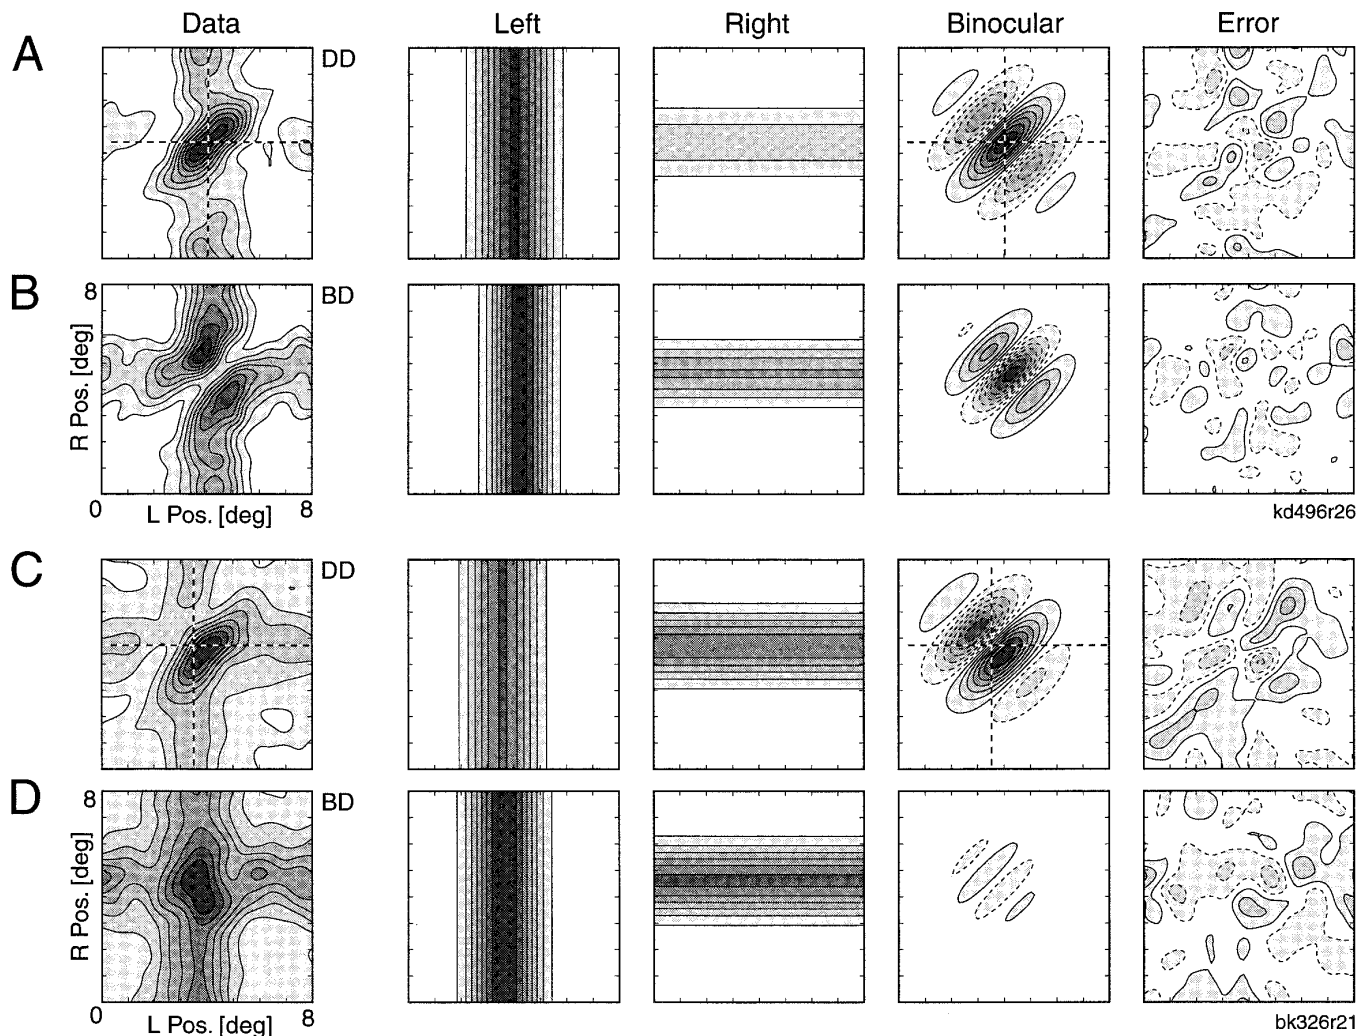 Data Left Right Binocular Error
A DD
B BD
8
R Pos. [deg]
0 L Pos. [deg] 8
kd496r26
C DD
D BD
8
R Pos. [deg]
0 L Pos. [deg] 8
bk326r21